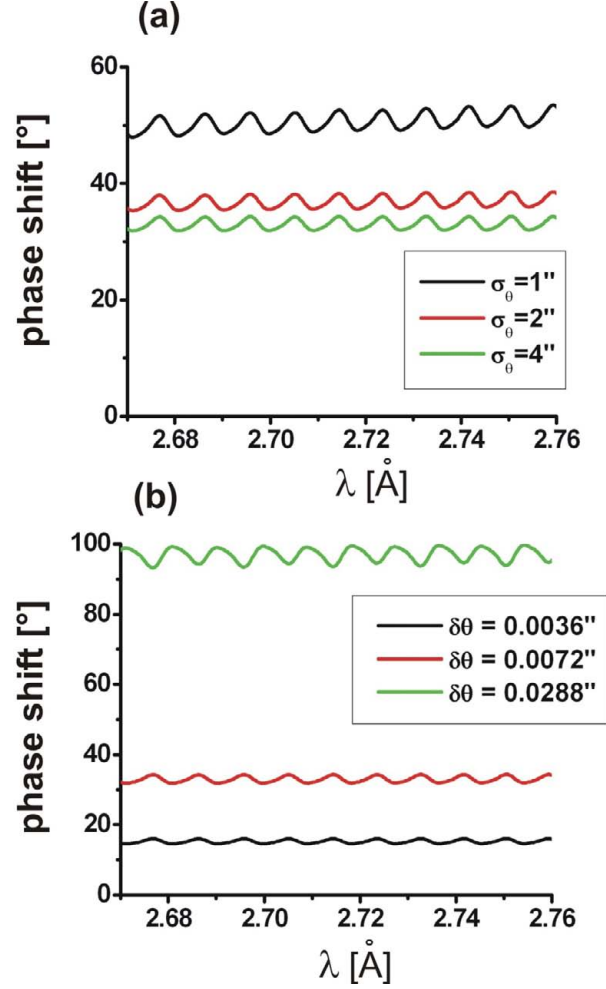 (a)
phase shift [°]
60
40
20
0
σθ=1"
σθ=2"
σθ=4"
2.68 2.70 2.72 2.74 2.76
λ [Å]
(b)
phase shift [°]
100
80
60
40
20
0
δθ = 0.0036"
δθ = 0.0072"
δθ = 0.0288"
2.68 2.70 2.72 2.74 2.76
λ [Å]